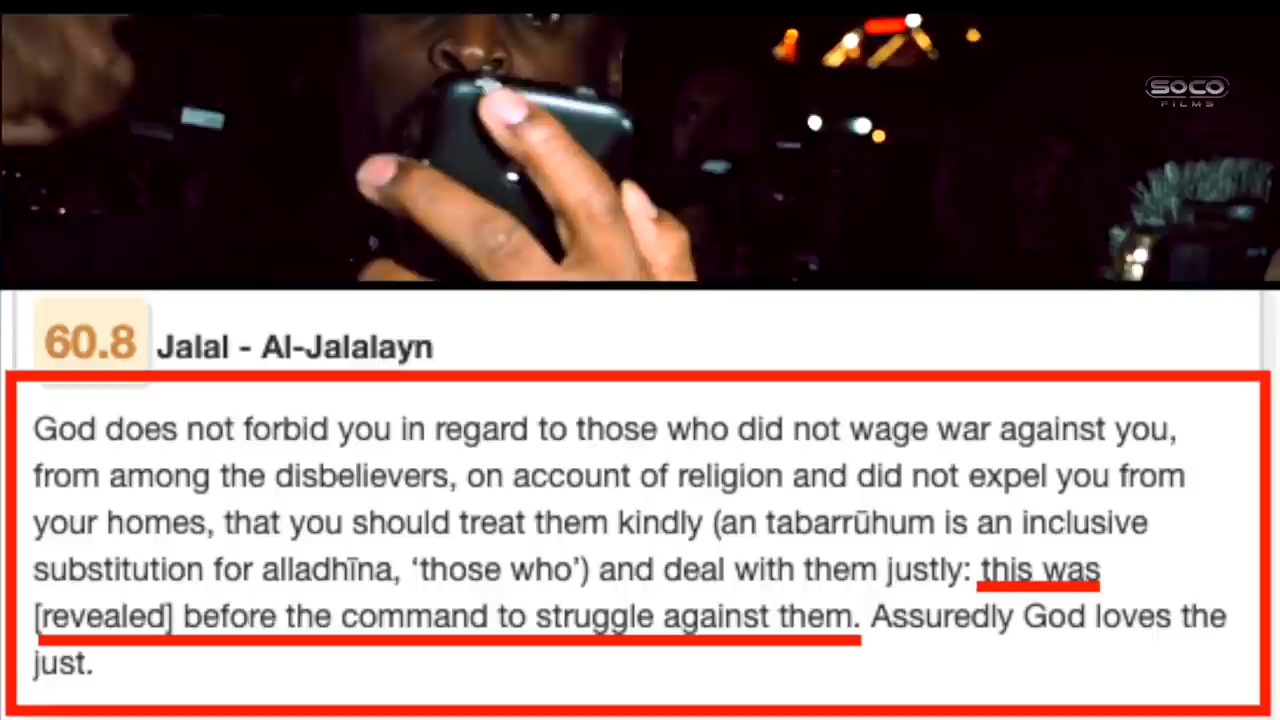 SOCO
FILMS
60.8 Jalal - Al-Jalalayn
God does not forbid you in regard to those who did not wage war against you,
from among the disbelievers, on account of religion and did not expel you from
your homes, that you should treat them kindly (an tabarrūhum is an inclusive
substitution for alladhīna, ‘those who’) and deal with them justly: this was
[revealed] before the command to struggle against them. Assuredly God loves the
just.